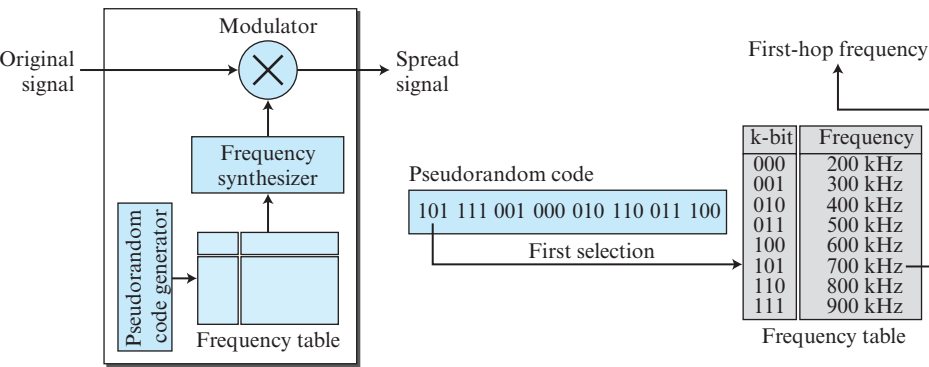 Modulator
Original
signal
Spread
signal
Frequency
synthesizer
Pseudorandom
code generator
Frequency table
First-hop frequency
Pseudorandom code
101 111 001 000 010 110 011 100
First selection
k-bit Frequency
000 200 kHz
001 300 kHz
010 400 kHz
011 500 kHz
100 600 kHz
101 700 kHz
110 800 kHz
111 900 kHz
Frequency table